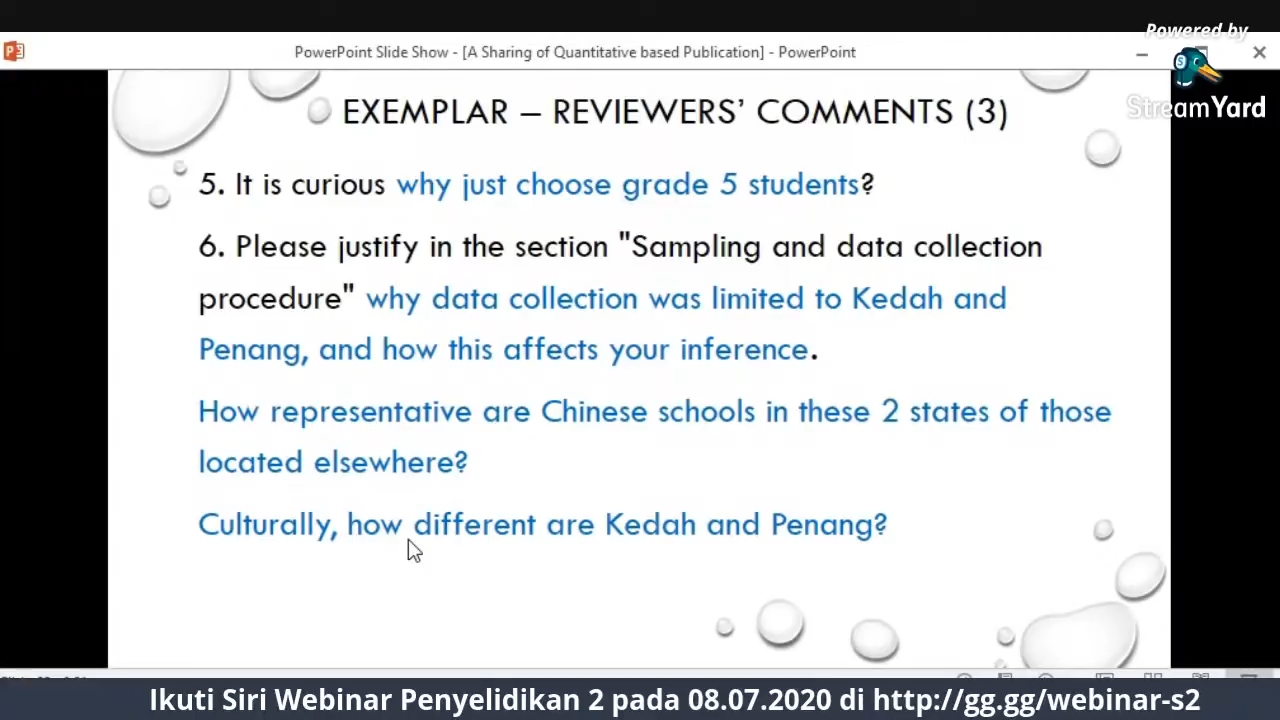 Powered by
PowerPoint Slide Show - [A Sharing of Quantitative based Publication] - PowerPoint
StreamYard
EXEMPLAR – REVIEWERS’ COMMENTS (3)
5. It is curious why just choose grade 5 students?
6. Please justify in the section "Sampling and data collection
procedure" why data collection was limited to Kedah and
Penang, and how this affects your inference.
How representative are Chinese schools in these 2 states of those
located elsewhere?
Culturally, how different are Kedah and Penang?
Ikuti Siri Webinar Penyelidikan 2 pada 08.07.2020 di http://gg.gg/webinar-s2